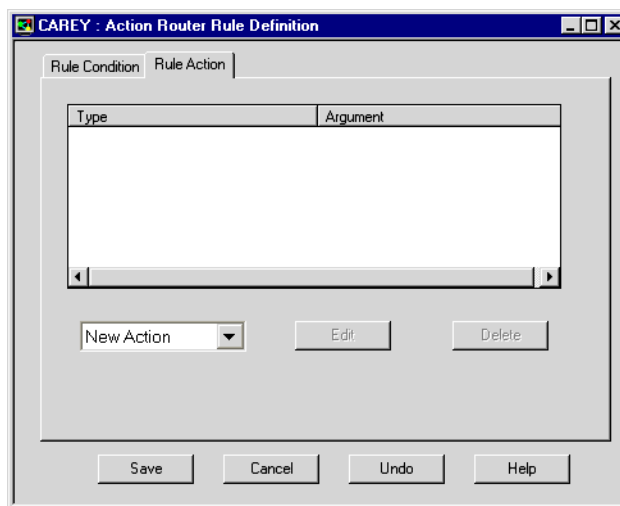 CAREY : Action Router Rule Definition
Rule Condition Rule Action
Type Argument
New Action Edit Delete
Save Cancel Undo Help